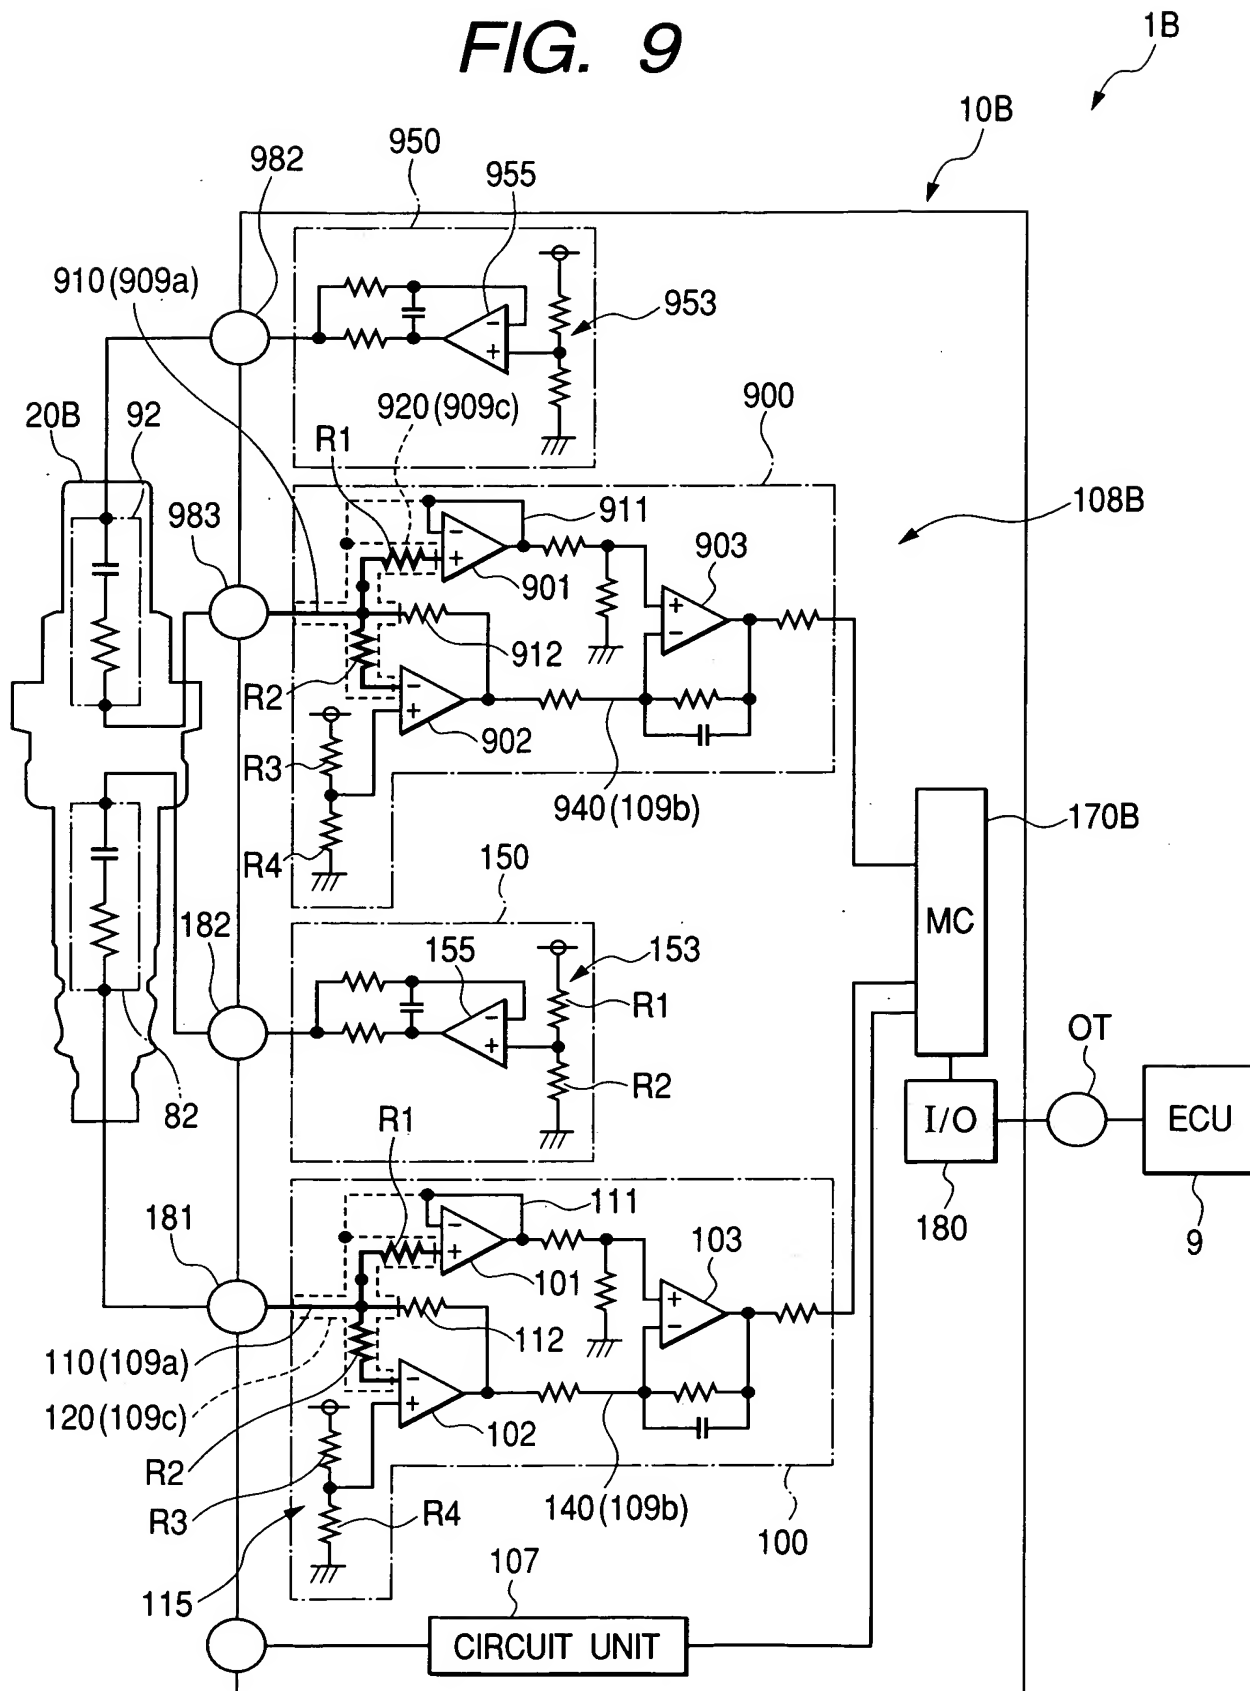 FIG. 9
1B
10B
950
982
955
910(909a)
953
920(909c)
900
20B
92
R1
983
911
108B
903
−
+
901
+
−
912
R2
−
+
902
R3
940(109b)
170B
R4
150
MC
182
155
153
R1
−
+
OT
R2
82
R1
I/O
ECU
181
111
180
9
−
+
103
101
+
−
110(109a)
112
120(109c)
−
+
102
R2
140(109b)
R3
R4
100
107
115
CIRCUIT UNIT
−
+